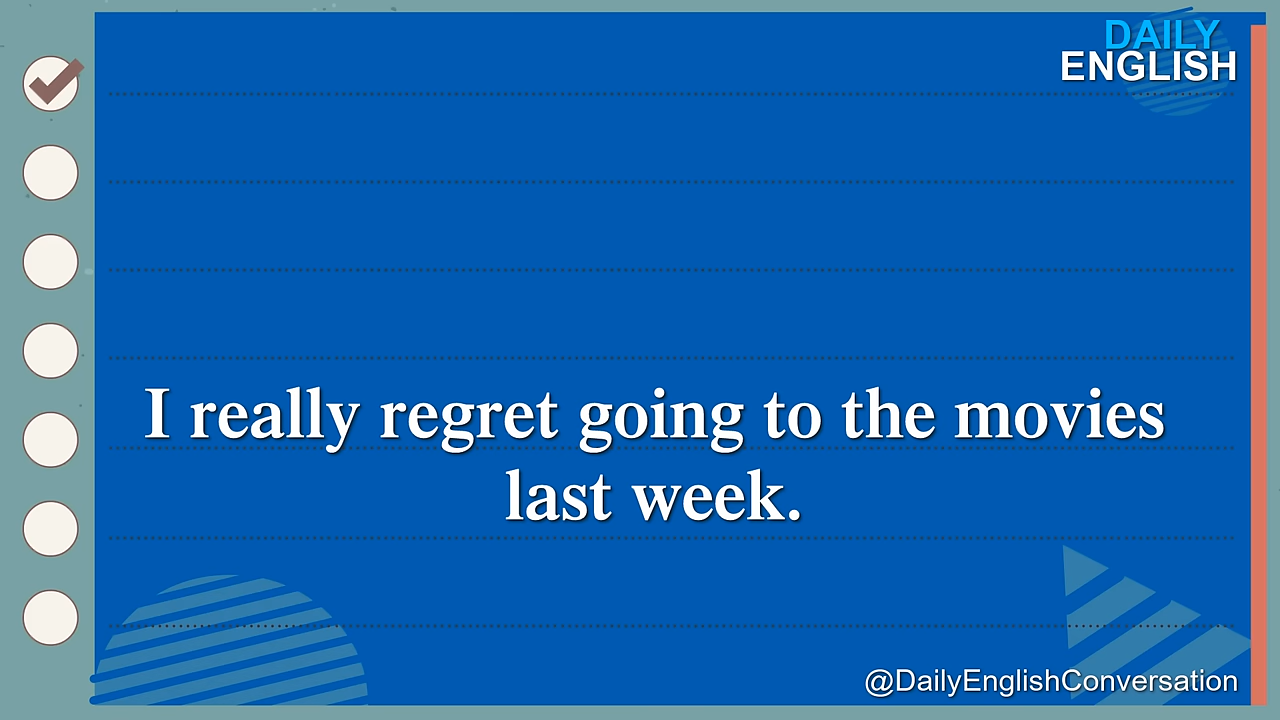 DAILY
ENGLISH
I really regret going to the movies
last week.
@DailyEnglishConversation